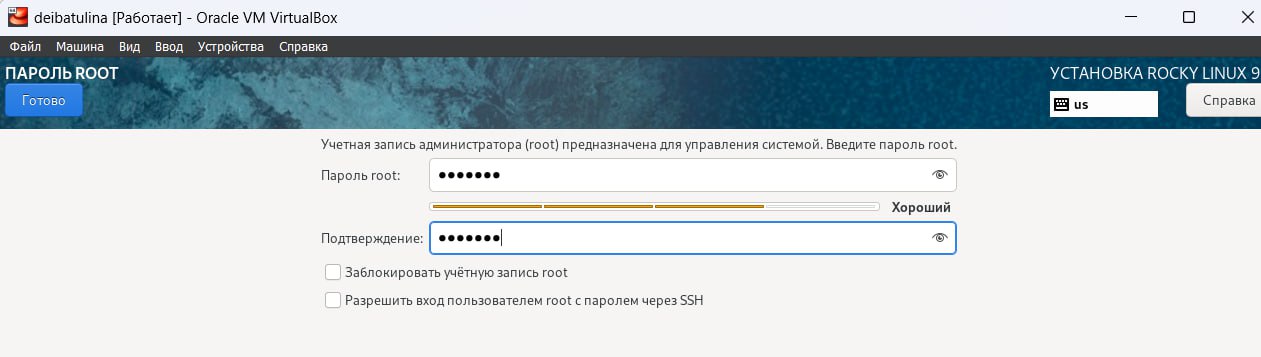 deibatulina [Работает] - Oracle VM VirtualBox
Файл Машина Вид Ввод Устройства Справка
ПАРОЛЬ ROOT
УСТАНОВКА ROCKY LINUX 9
Готово
us
Справка
Учетная запись администратора (root) предназначена для управления системой. Введите пароль root.
Пароль root: ●●●●●●●
Хороший
Подтверждение: ●●●●●●●
Заблокировать учётную запись root
Разрешить вход пользователем root с паролем через SSH